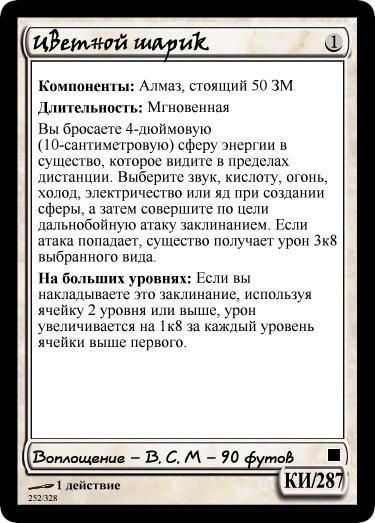 Цветной шарик 1
Компоненты: Алмаз, стоящий 50 ЗМ
Длительность: Мгновенная
Вы бросаете 4-дюймовую
(10-сантиметровую) сферу энергии в
существо, которое видите в пределах
дистанции. Выберите звук, кислоту, огонь,
холод, электричество или яд при создании
сферы, а затем совершите по цели
дальнобойную атаку заклинанием. Если
атака попадает, существо получает урон 3к8
выбранного вида.
На больших уровнях: Если вы
накладываете это заклинание, используя
ячейку 2 уровня или выше, урон
увеличивается на 1к8 за каждый уровень
ячейки выше первого.
Воплощение – В, С, М – 90 футов
1 действие
КИ/287
252/328